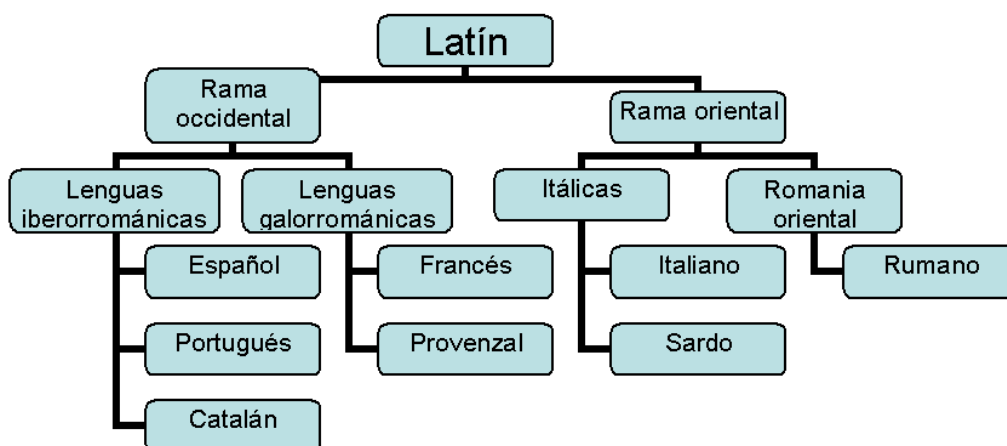 Latín
Rama
occidental
Rama oriental
Lenguas
iberorrománicas
Lenguas
galorrománicas
Itálicas
Romania
oriental
Español
Francés
Italiano
Rumano
Portugués
Provenzal
Sardo
Catalán